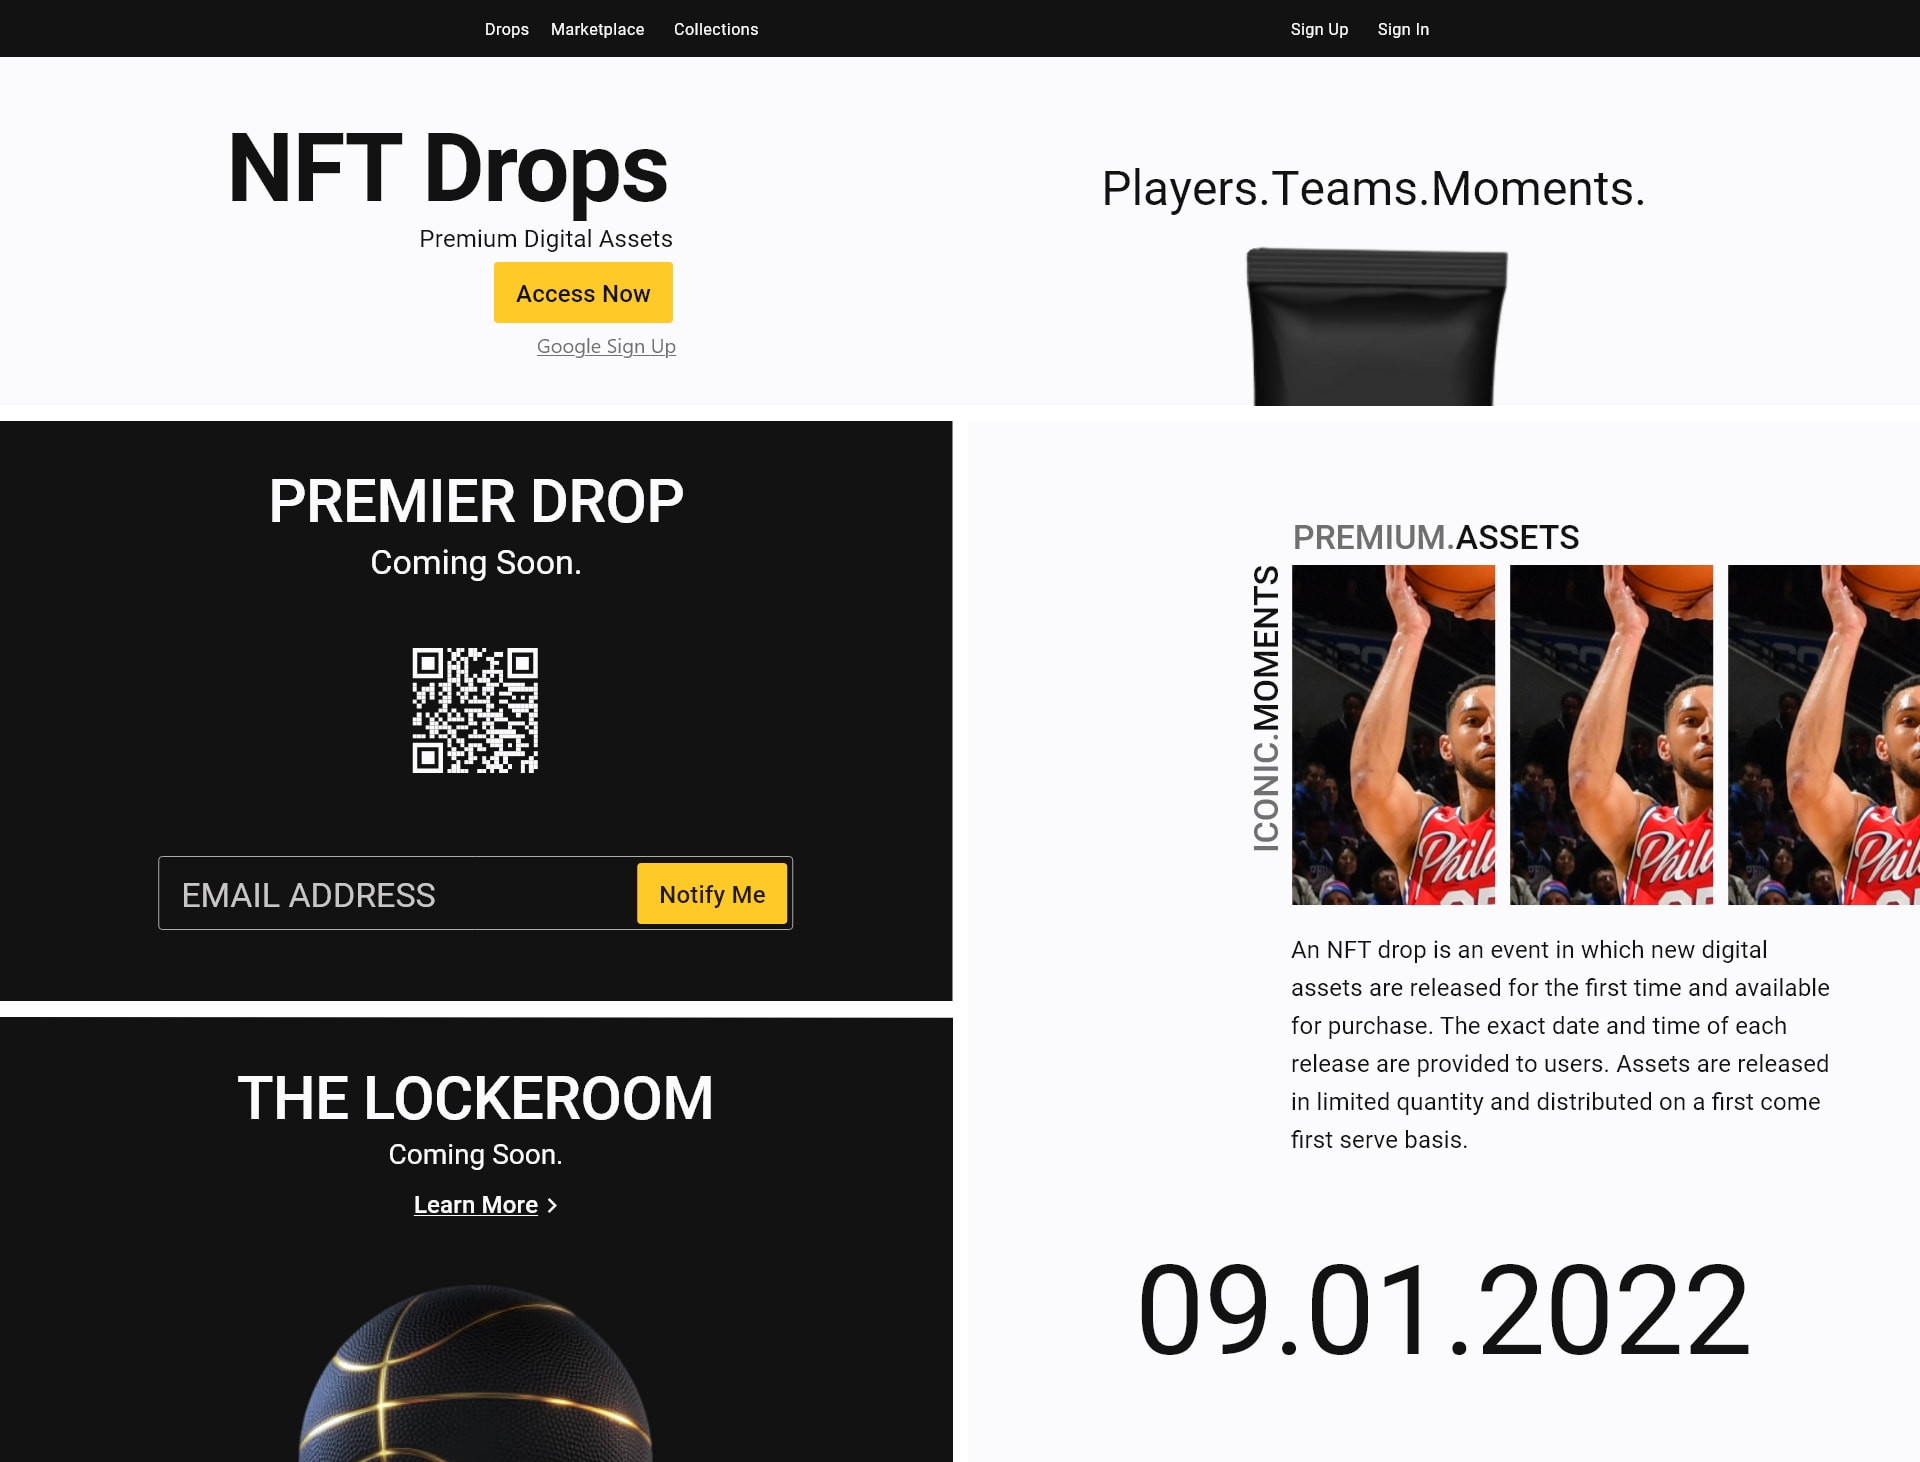 Drops Marketplace Collections Sign Up Sign In
NFT Drops
Premium Digital Assets
Access Now
Google Sign Up
Players.Teams.Moments.
PREMIER DROP
Coming Soon.
EMAIL ADDRESS
Notify Me
THE LOCKEROOM
Coming Soon.
Learn More
PREMIUM.ASSETS
ICONIC.MOMENTS
Phila
Phila
Phil
An NFT drop is an event in which new digital
assets are released for the first time and available
for purchase. The exact date and time of each
release are provided to users. Assets are released
in limited quantity and distributed on a first come
first serve basis.
09.01.2022